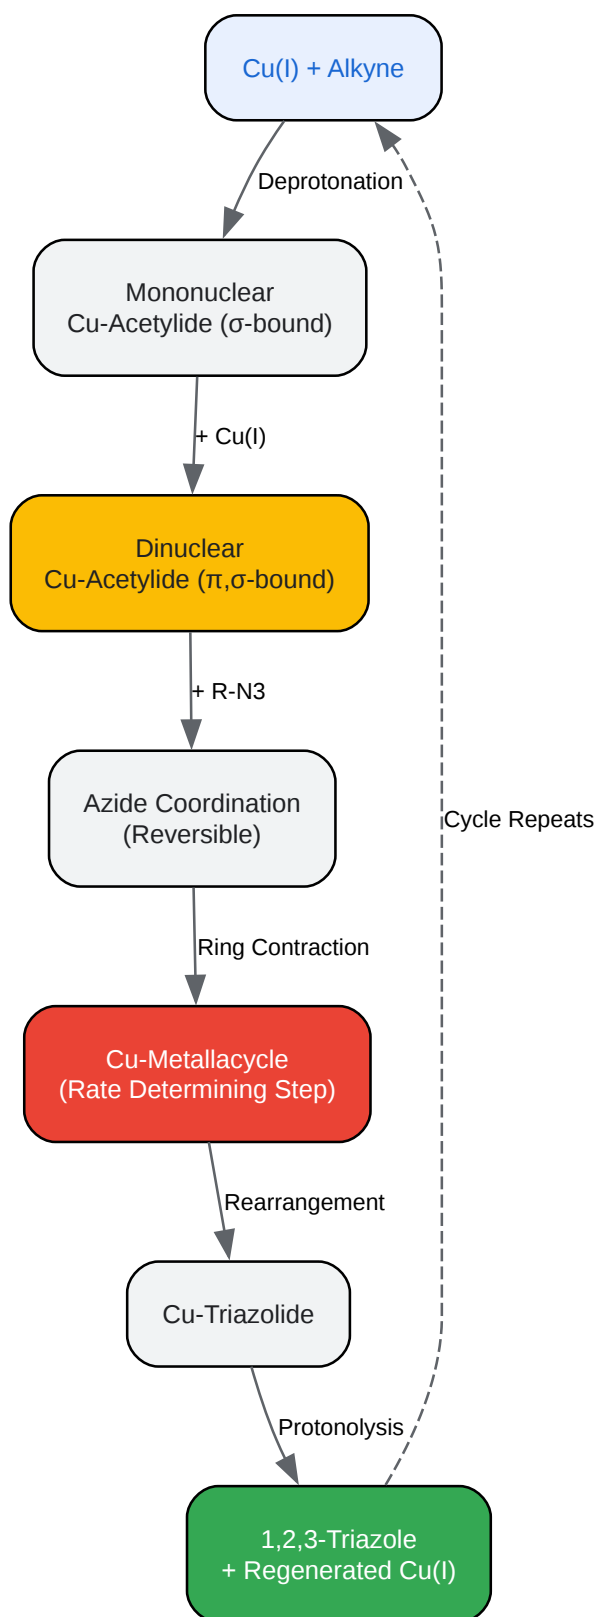 Cu(I) + Alkyne
Deprotonation
Mononuclear
Cu-Acetylide (σ-bound)
+ Cu(I)
Dinuclear
Cu-Acetylide (π,σ-bound)
+ R-N3
Azide Coordination
(Reversible)
Cycle Repeats
Ring Contraction
Cu-Metallacycle
(Rate Determining Step)
Rearrangement
Cu-Triazolide
Protonolysis
1,2,3-Triazole
+ Regenerated Cu(I)